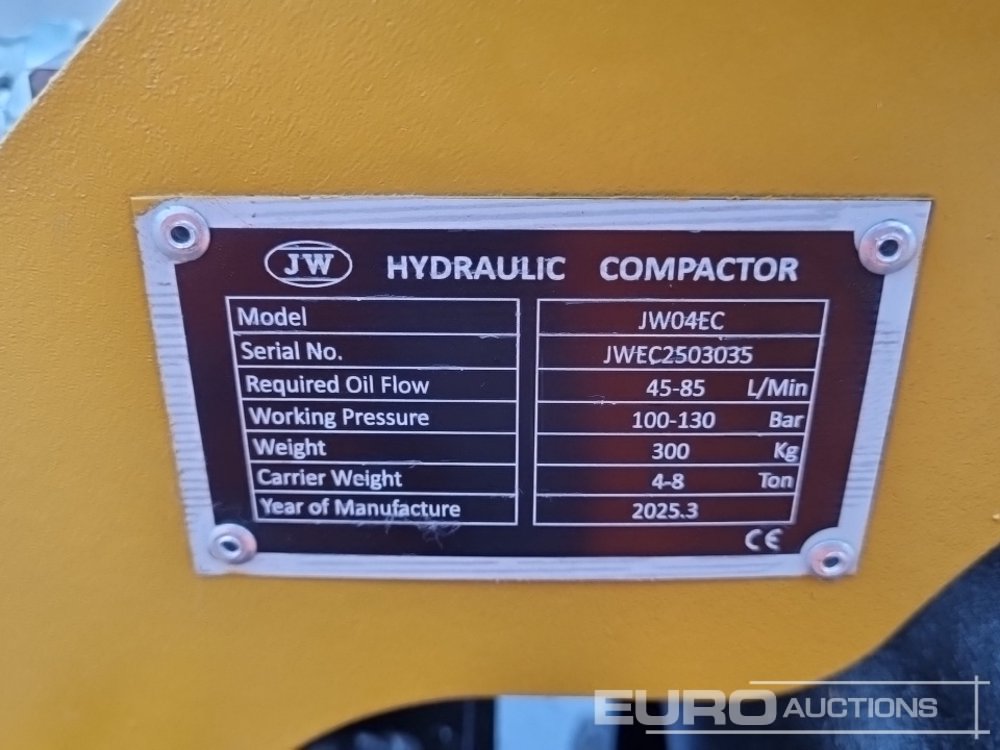 JW HYDRAULIC COMPACTOR
Model JW04EC
Serial No. JWEC2503035
Required Oil Flow 45-85 L/Min
Working Pressure 100-130 Bar
Weight 300 Kg
Carrier Weight 4-8 Ton
Year of Manufacture 2025.3
CE
EURO AUCTIONS